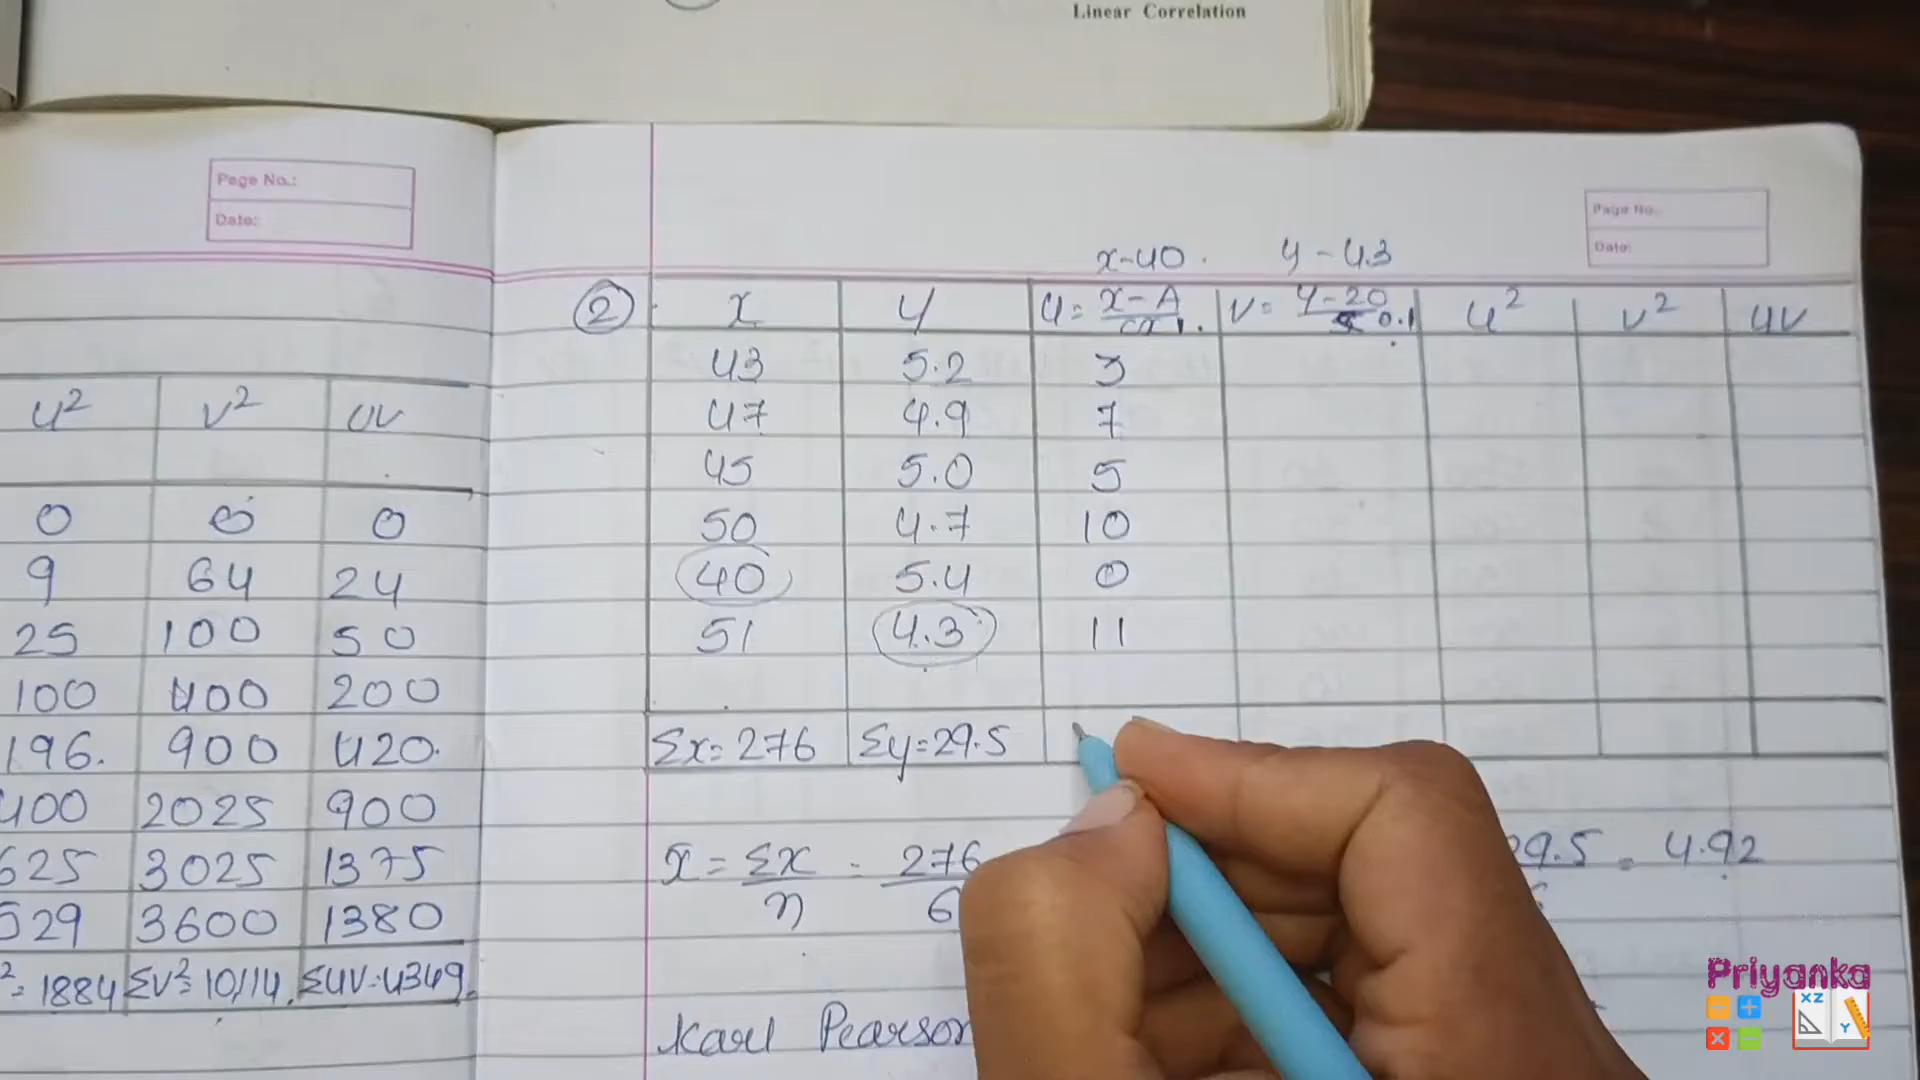 Linear Correlation
Page No.:
Date:
Page No.:
Date:
x-40. y-4.3
② x y u=x-A/cx1. v=y-20/0.1 u² v² uv
43 5.2 3
47 4.9 7
45 5.0 5
50 4.7 10
40 5.4 0
51 4.3 11
Σx=276 Σy=29.5
x̄ = Σx/n = 276/6
29.5 = 4.92
Karl Pearson
u² v² uv
0 0 0
9 64 24
25 100 50
100 400 200
196. 900 420.
400 2025 900
625 3025 1375
529 3600 1380
²=1884 Σv²=10114. Σuv=4349.
Priyanka
XZ
Y